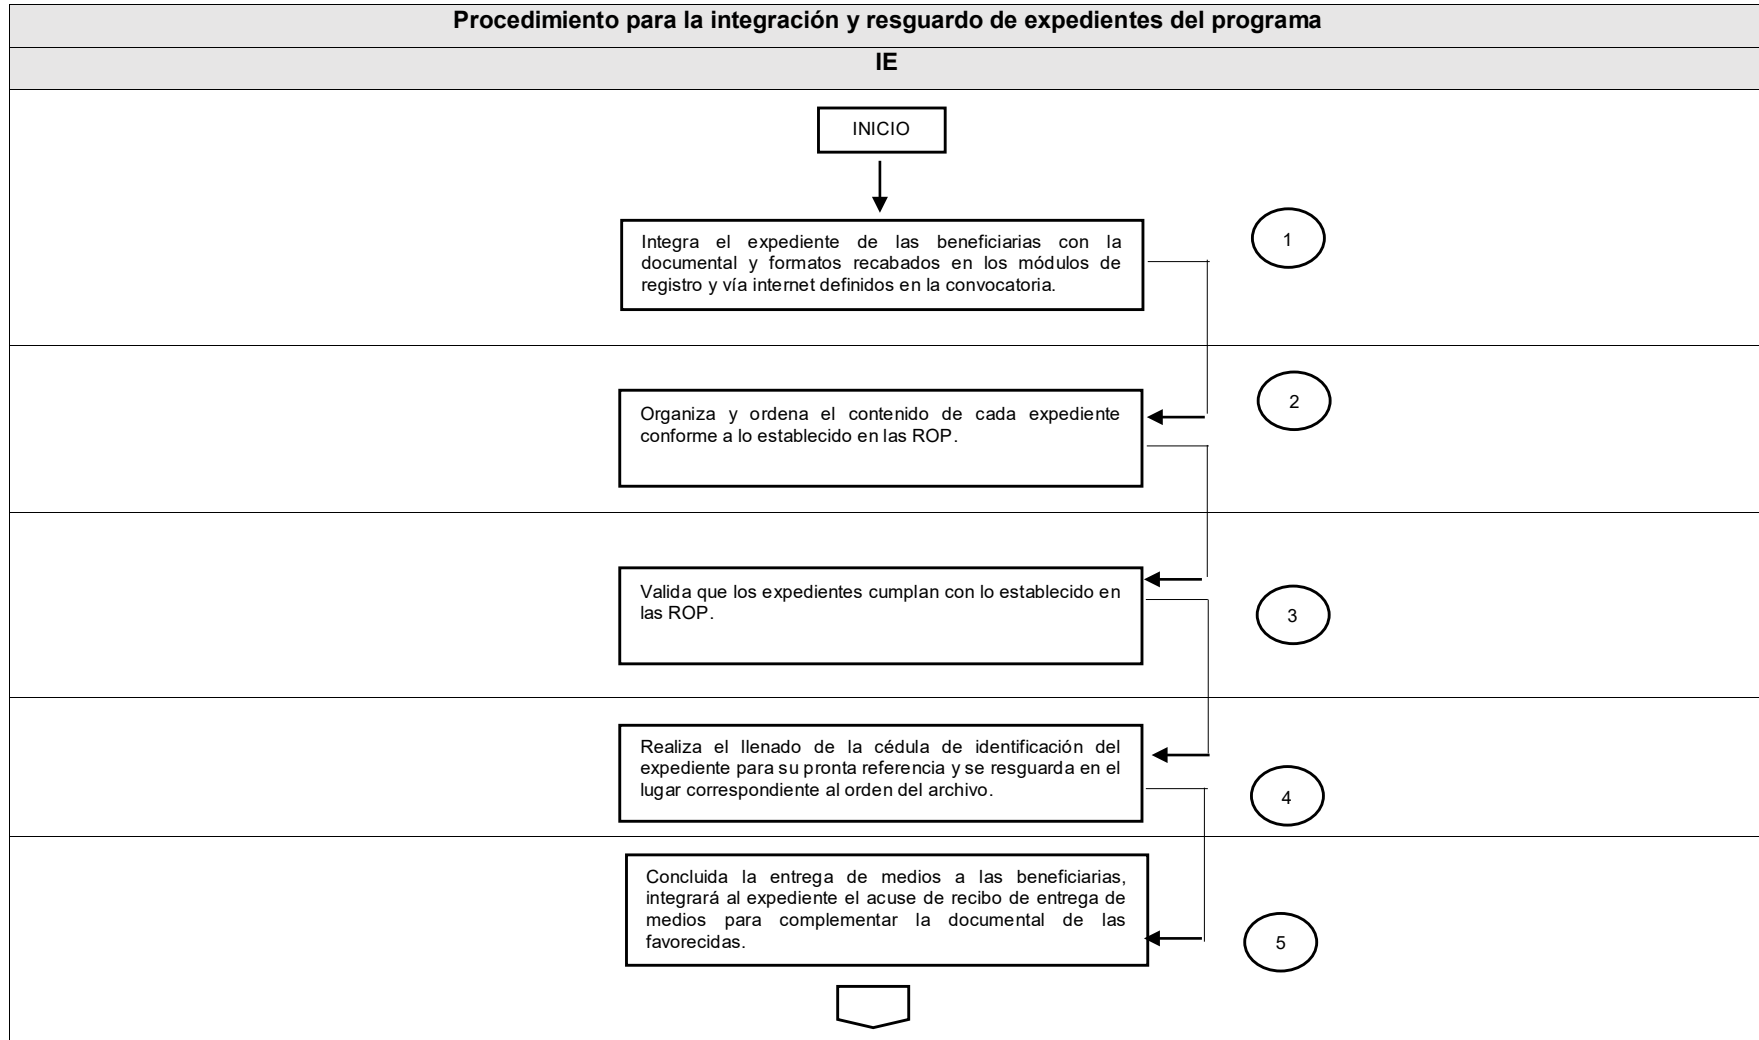 Procedimiento para la integración y resguardo de expedientes del programa
IE
INICIO
Integra el expediente de las beneficiarias con la
documental y formatos recabados en los módulos de
registro y vía internet definidos en la convocatoria.
1
Organiza y ordena el contenido de cada expediente
conforme a lo establecido en las ROP.
2
Valida que los expedientes cumplan con lo establecido en
las ROP.
3
Realiza el llenado de la cédula de identificación del
expediente para su pronta referencia y se resguarda en el
lugar correspondiente al orden del archivo.
4
Concluida la entrega de medios a las beneficiarias,
integrará al expediente el acuse de recibo de entrega de
medios para complementar la documental de las
favorecidas.
5